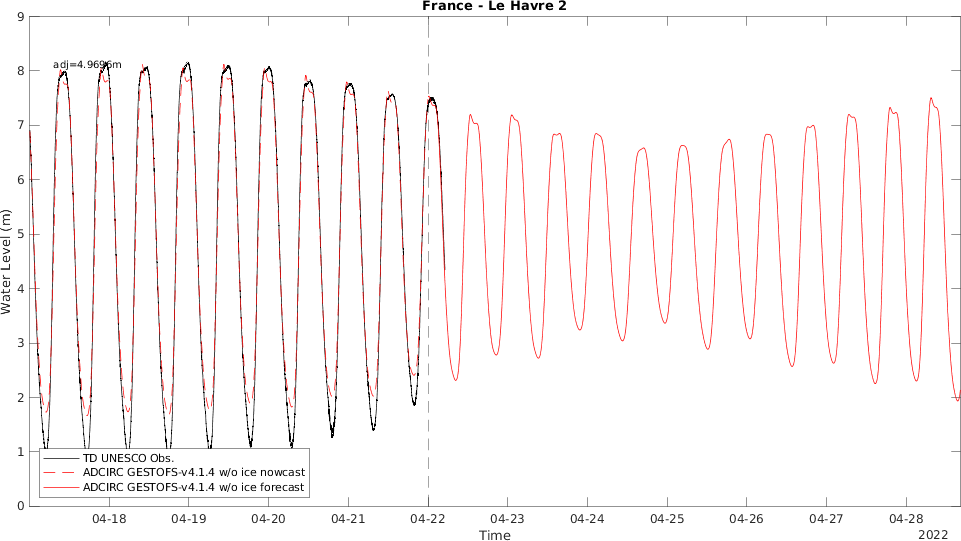 France - Le Havre 2
9
8
7
6
5
4
3
2
1
0
adj=4.9696m
Water Level (m)
TD UNESCO Obs.
ADCIRC GESTOFS-v4.1.4 w/o ice nowcast
ADCIRC GESTOFS-v4.1.4 w/o ice forecast
04-18 04-19 04-20 04-21 04-22 04-23 04-24 04-25 04-26 04-27 04-28
Time
2022